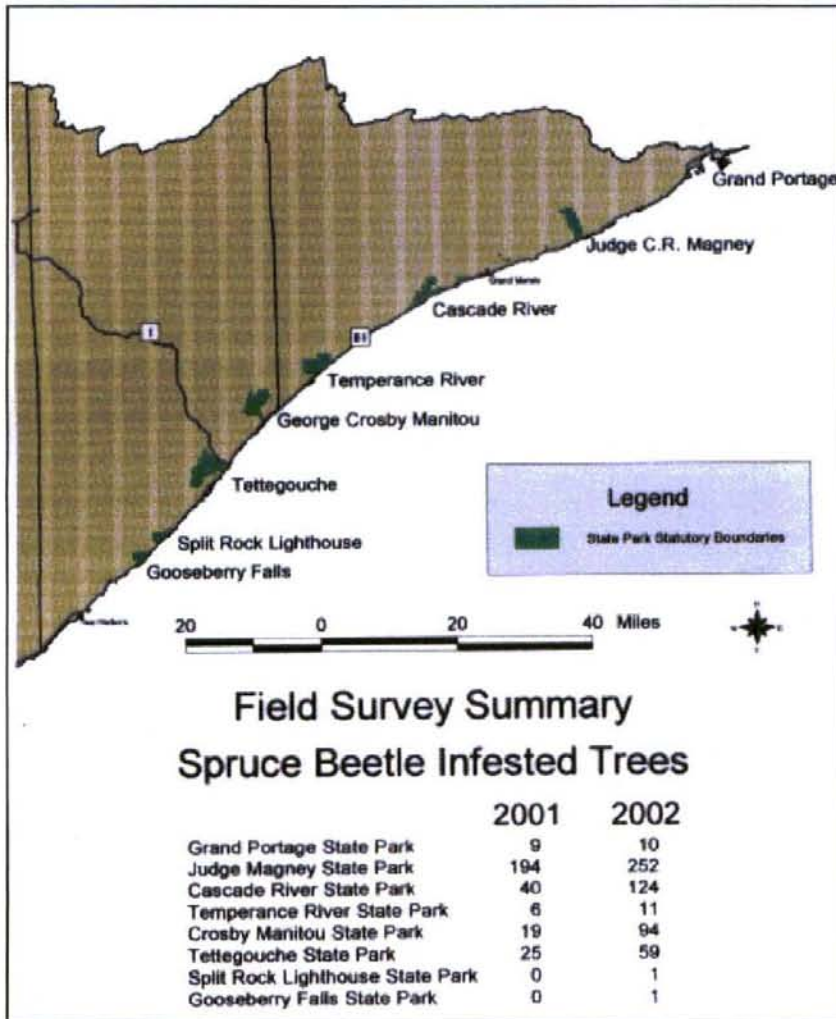 Grand Portage
Judge C.R. Magney
Grand Marais
Cascade River
1
61
Temperance River
George Crosby Manitou
Tettegouche
Legend
State Park Statutory Boundaries
Split Rock Lighthouse
Gooseberry Falls
20 0 20 40 Miles
Field Survey Summary
Spruce Beetle Infested Trees
2001 2002
Grand Portage State Park 9 10
Judge Magney State Park 194 252
Cascade River State Park 40 124
Temperance River State Park 6 11
Crosby Manitou State Park 19 94
Tettegouche State Park 25 59
Split Rock Lighthouse State Park 0 1
Gooseberry Falls State Park 0 1